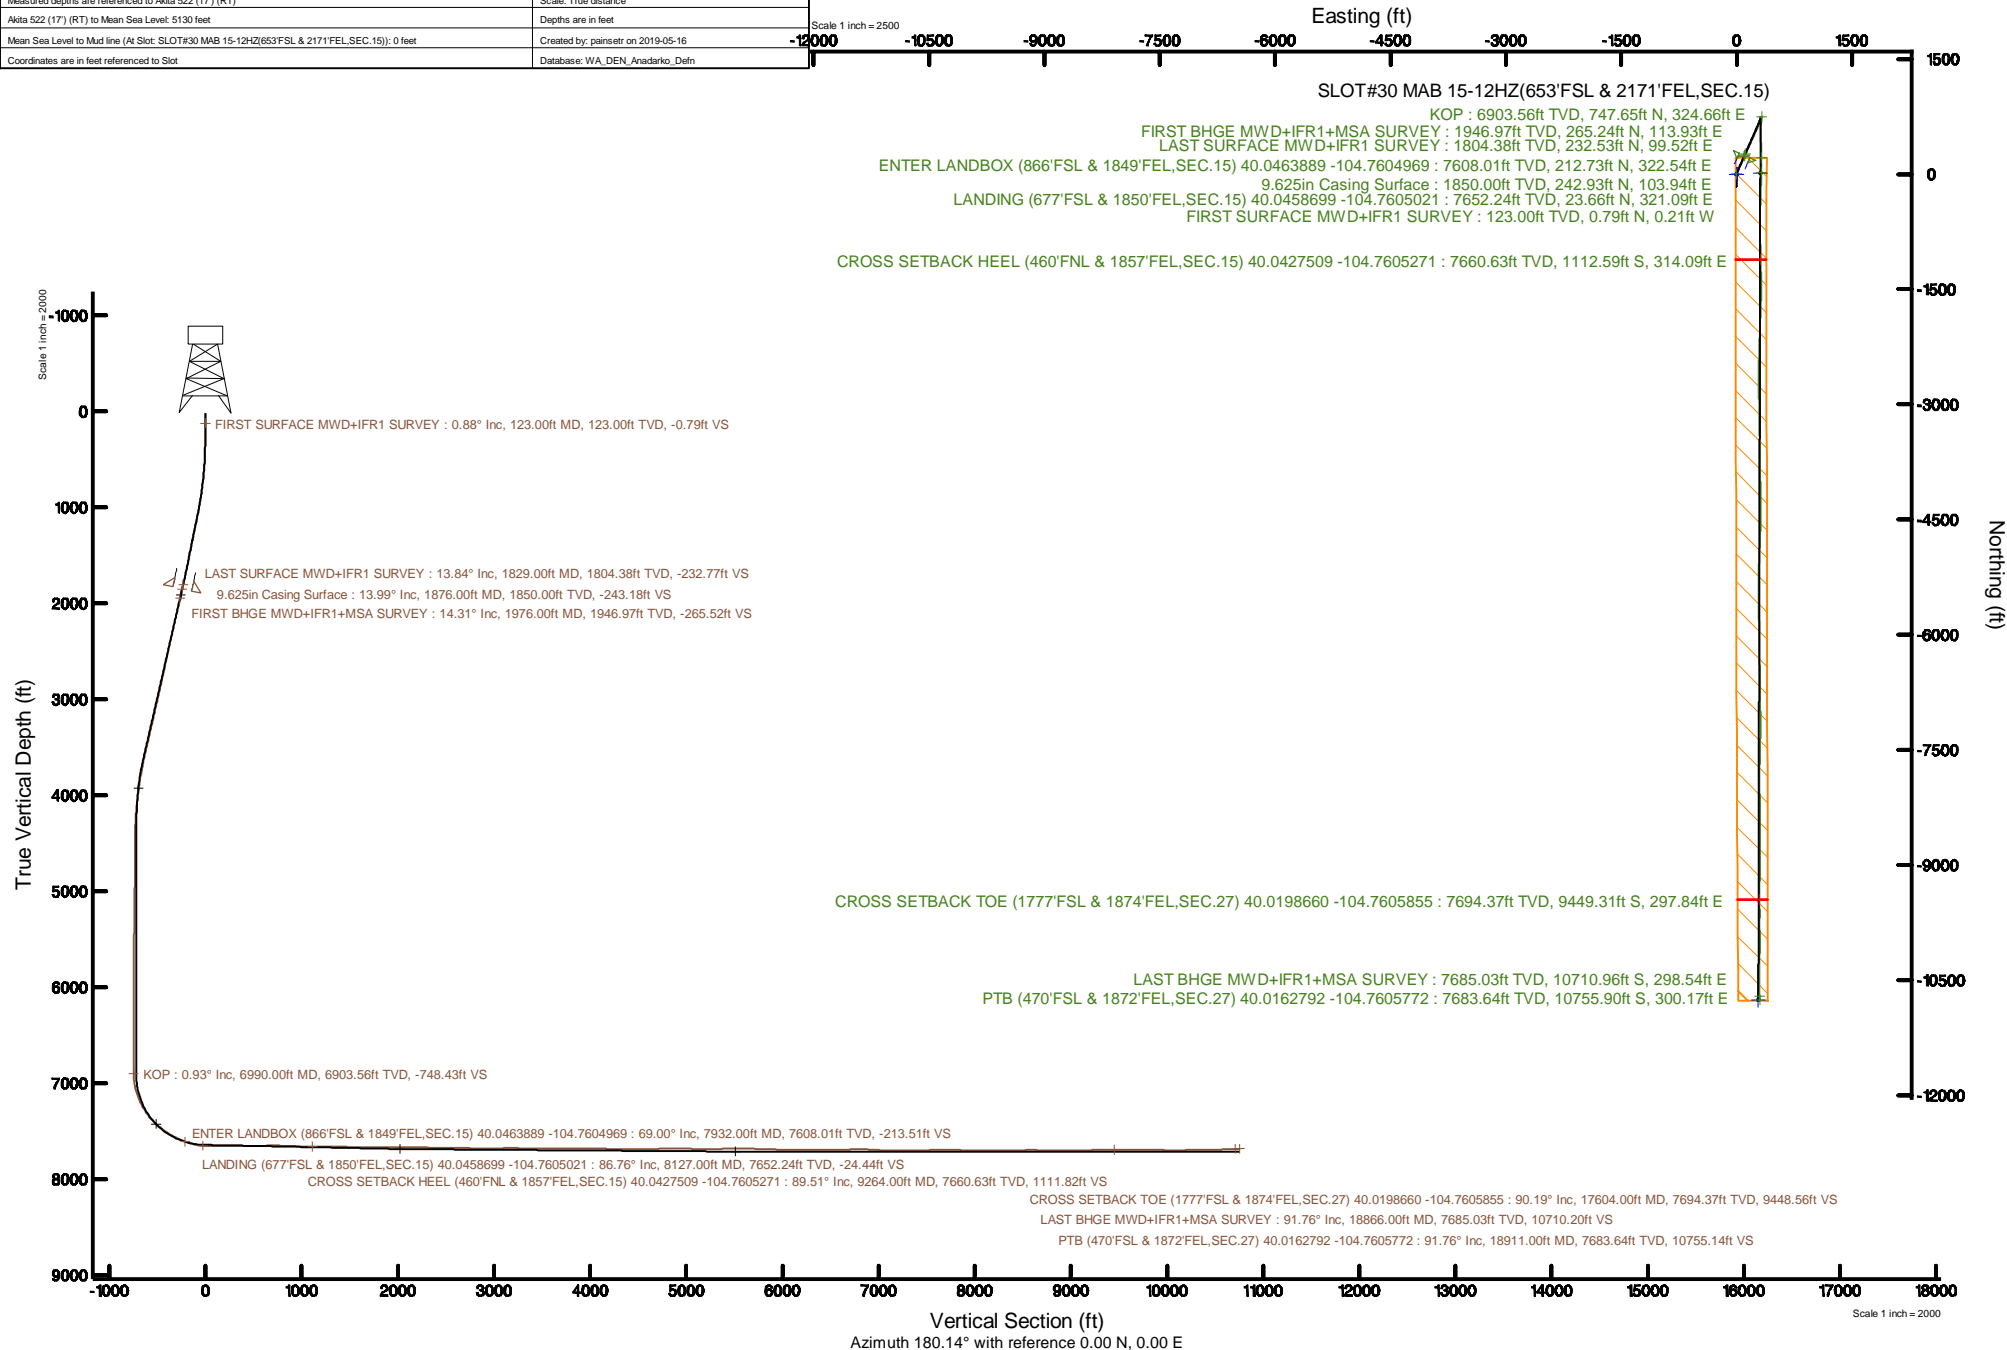 Measured depths are referenced to Akita 522 (17') (RT)
Scale: True distance
Akita 522 (17') (RT) to Mean Sea Level: 5130 feet
Depths are in feet
Mean Sea Level to Mud line (At Slot: SLOT#30 MAB 15-12HZ(653'FSL & 2171'FEL,SEC.15)): 0 feet
Created by: painsetr on 2019-05-16
Coordinates are in feet referenced to Slot
Database: WA_DEN_Anadarko_Defn
Scale 1 inch = 2500
Easting (ft)
-12000 -10500 -9000 -7500 -6000 -4500 -3000 -1500 0 1500
1500
0
-1500
-3000
-4500
-6000
-7500
-9000
-10500
-12000
Northing (ft)
SLOT#30 MAB 15-12HZ(653'FSL & 2171'FEL,SEC.15)
KOP : 6903.56ft TVD, 747.65ft N, 324.66ft E
FIRST BHGE MWD+IFR1+MSA SURVEY : 1946.97ft TVD, 265.24ft N, 113.93ft E
LAST SURFACE MWD+IFR1 SURVEY : 1804.38ft TVD, 232.53ft N, 99.52ft E
ENTER LANDBOX (866'FSL & 1849'FEL,SEC.15) 40.0463889 -104.7604969 : 7608.01ft TVD, 212.73ft N, 322.54ft E
9.625in Casing Surface : 1850.00ft TVD, 242.93ft N, 103.94ft E
LANDING (677'FSL & 1850'FEL,SEC.15) 40.0458699 -104.7605021 : 7652.24ft TVD, 23.66ft N, 321.09ft E
FIRST SURFACE MWD+IFR1 SURVEY : 123.00ft TVD, 0.79ft N, 0.21ft W
CROSS SETBACK HEEL (460'FNL & 1857'FEL,SEC.15) 40.0427509 -104.7605271 : 7660.63ft TVD, 1112.59ft S, 314.09ft E
CROSS SETBACK TOE (1777'FSL & 1874'FEL,SEC.27) 40.0198660 -104.7605855 : 7694.37ft TVD, 9449.31ft S, 297.84ft E
LAST BHGE MWD+IFR1+MSA SURVEY : 7685.03ft TVD, 10710.96ft S, 298.54ft E
PTB (470'FSL & 1872'FEL,SEC.27) 40.0162792 -104.7605772 : 7683.64ft TVD, 10755.90ft S, 300.17ft E
Scale 1 inch = 2000
True Vertical Depth (ft)
-1000
0
1000
2000
3000
4000
5000
6000
7000
8000
9000
FIRST SURFACE MWD+IFR1 SURVEY : 0.88° Inc, 123.00ft MD, 123.00ft TVD, -0.79ft VS
LAST SURFACE MWD+IFR1 SURVEY : 13.84° Inc, 1829.00ft MD, 1804.38ft TVD, -232.77ft VS
9.625in Casing Surface : 13.99° Inc, 1876.00ft MD, 1850.00ft TVD, -243.18ft VS
FIRST BHGE MWD+IFR1+MSA SURVEY : 14.31° Inc, 1976.00ft MD, 1946.97ft TVD, -265.52ft VS
KOP : 0.93° Inc, 6990.00ft MD, 6903.56ft TVD, -748.43ft VS
ENTER LANDBOX (866'FSL & 1849'FEL,SEC.15) 40.0463889 -104.7604969 : 69.00° Inc, 7932.00ft MD, 7608.01ft TVD, -213.51ft VS
LANDING (677'FSL & 1850'FEL,SEC.15) 40.0458699 -104.7605021 : 86.76° Inc, 8127.00ft MD, 7652.24ft TVD, -24.44ft VS
CROSS SETBACK HEEL (460'FNL & 1857'FEL,SEC.15) 40.0427509 -104.7605271 : 89.51° Inc, 9264.00ft MD, 7660.63ft TVD, 1111.82ft VS
CROSS SETBACK TOE (1777'FSL & 1874'FEL,SEC.27) 40.0198660 -104.7605855 : 90.19° Inc, 17604.00ft MD, 7694.37ft TVD, 9448.56ft VS
LAST BHGE MWD+IFR1+MSA SURVEY : 91.76° Inc, 18866.00ft MD, 7685.03ft TVD, 10710.20ft VS
PTB (470'FSL & 1872'FEL,SEC.27) 40.0162792 -104.7605772 : 91.76° Inc, 18911.00ft MD, 7683.64ft TVD, 10755.14ft VS
-1000 0 1000 2000 3000 4000 5000 6000 7000 8000 9000 10000 11000 12000 13000 14000 15000 16000 17000 18000
Scale 1 inch = 2000
Vertical Section (ft)
Azimuth 180.14° with reference 0.00 N, 0.00 E